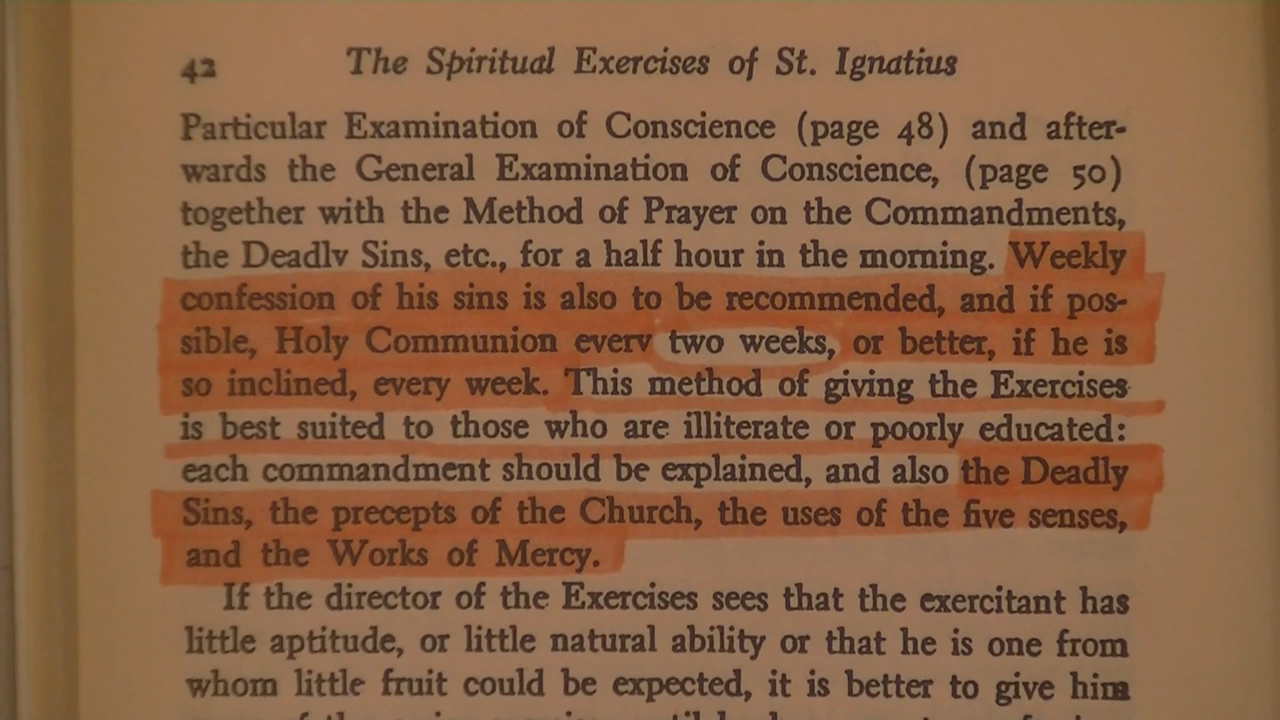 42 The Spiritual Exercises of St. Ignatius
Particular Examination of Conscience (page 48) and after-
wards the General Examination of Conscience, (page 50)
together with the Method of Prayer on the Commandments,
the Deadly Sins, etc., for a half hour in the morning. Weekly
confession of his sins is also to be recommended, and if pos-
sible, Holy Communion every two weeks, or better, if he is
so inclined, every week. This method of giving the Exercises
is best suited to those who are illiterate or poorly educated:
each commandment should be explained, and also the Deadly
Sins, the precepts of the Church, the uses of the five senses,
and the Works of Mercy.
If the director of the Exercises sees that the exercitant has
little aptitude, or little natural ability or that he is one from
whom little fruit could be expected, it is better to give him